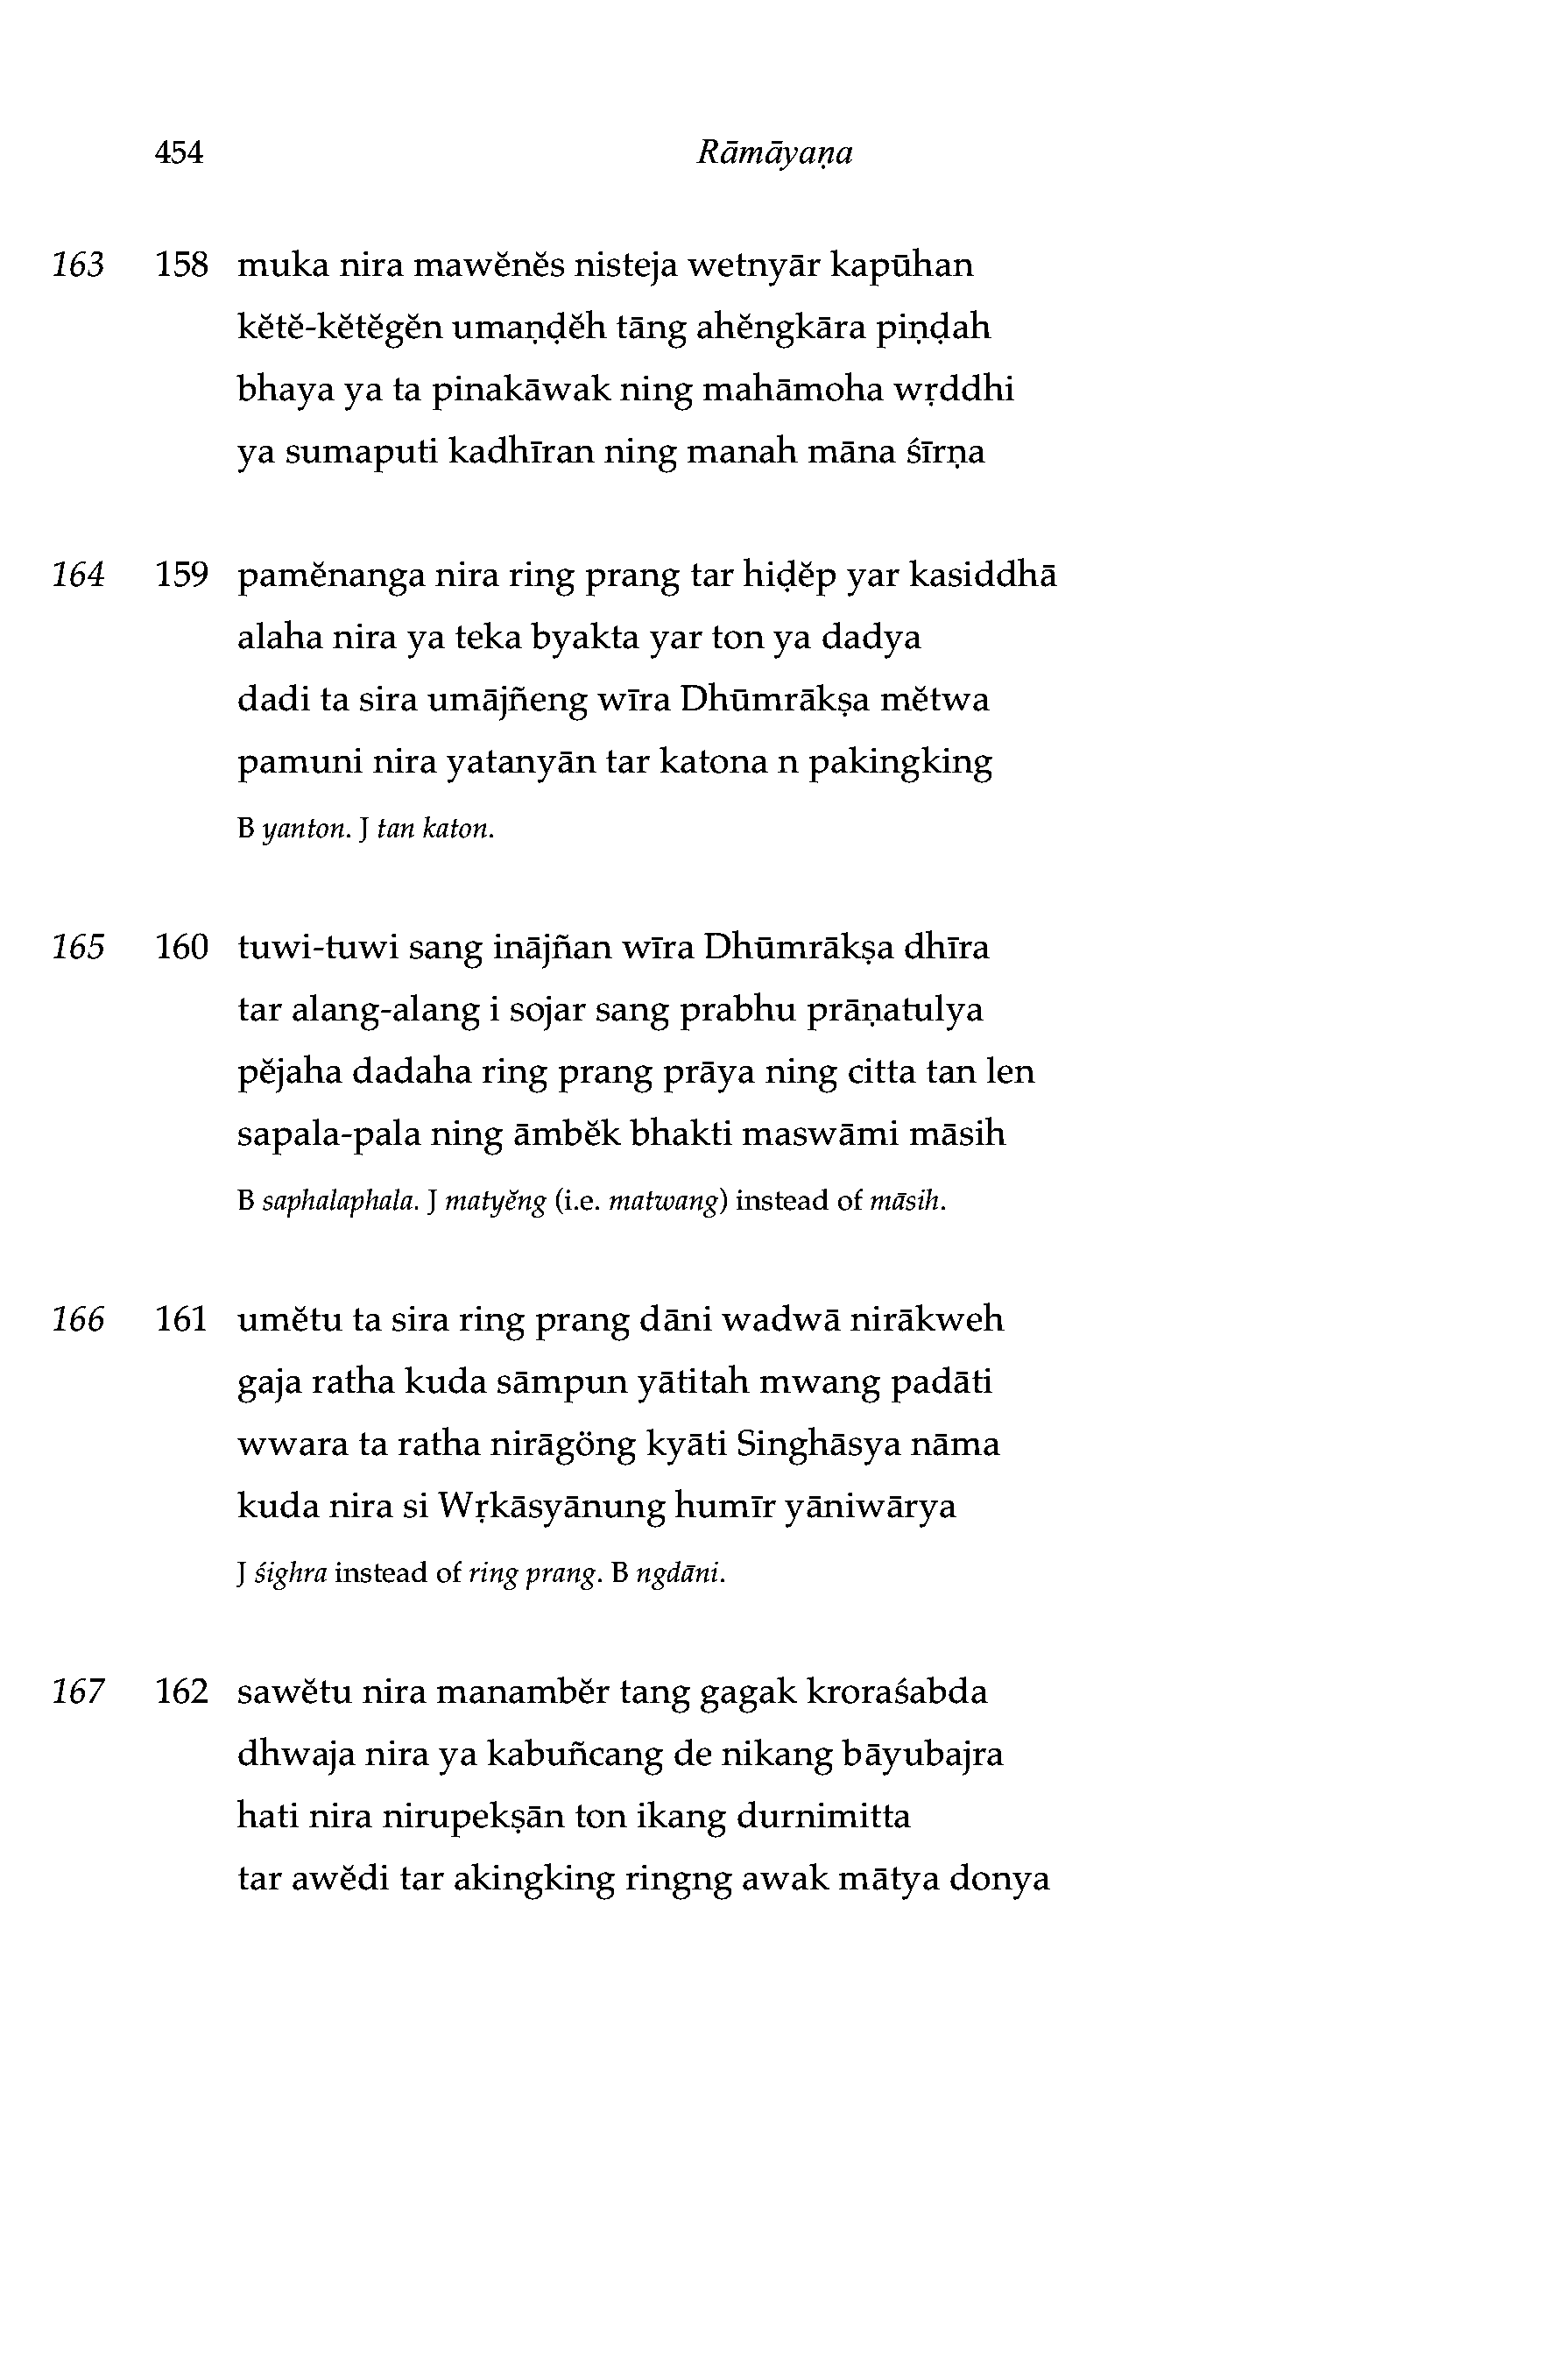 454 Rāmāyaṇa
163 158 muka nira mawĕnĕs nisteja wetnyār kapūhan
kĕtĕ-kĕtĕgĕn umaṇḍĕh tāng ahĕngkāra piṇḍah
bhaya ya ta pinakāwak ning mahāmoha wṛddhi
ya sumaputi kadhīran ning manah māna śīrṇa
164 159 pamĕnanga nira ring prang tar hiḍĕp yar kasiddhā
alaha nira ya teka byakta yar ton ya dadya
dadi ta sira umājñeng wīra Dhūmrākṣa mĕtwa
pamuni nira yatanyān tar katona n pakingking
B yanton. J tan katon.
165 160 tuwi-tuwi sang inājñan wīra Dhūmrākṣa dhīra
tar alang-alang i sojar sang prabhu prāṇatulya
pĕjaha dadaha ring prang prāya ning citta tan len
sapala-pala ning āmbĕk bhakti maswāmi māsih
B saphalaphala. J matyĕng (i.e. matwang) instead of māsih.
166 161 umĕtu ta sira ring prang dāni wadwā nirākweh
gaja ratha kuda sāmpun yātitah mwang padāti
wwara ta ratha nirāgöng kyāti Singhāsya nāma
kuda nira si Wṛkāsyānung humīr yāniwārya
J śighra instead of ring prang. B ngdāni.
167 162 sawĕtu nira manambĕr tang gagak kroraśabda
dhwaja nira ya kabuñcang de nikang bāyubajra
hati nira nirupekṣān ton ikang durnimitta
tar awĕdi tar akingking ringng awak mātya donya